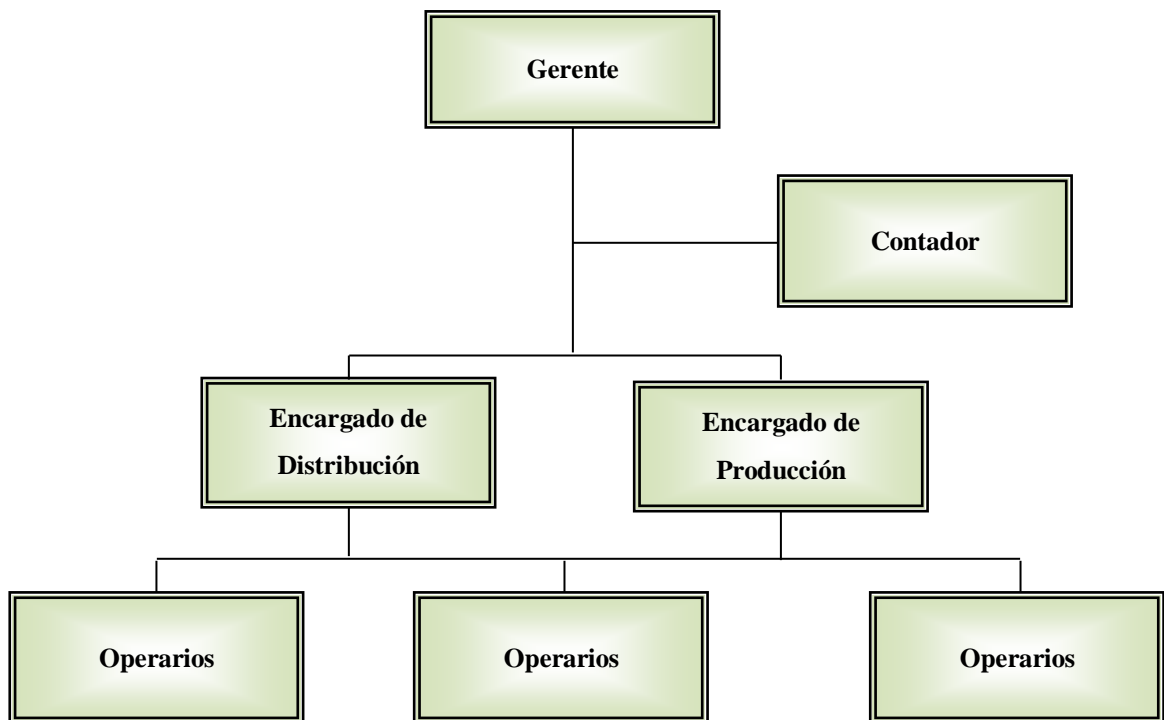 Gerente
Contador
Encargado de
Distribución
Encargado de
Producción
Operarios
Operarios
Operarios